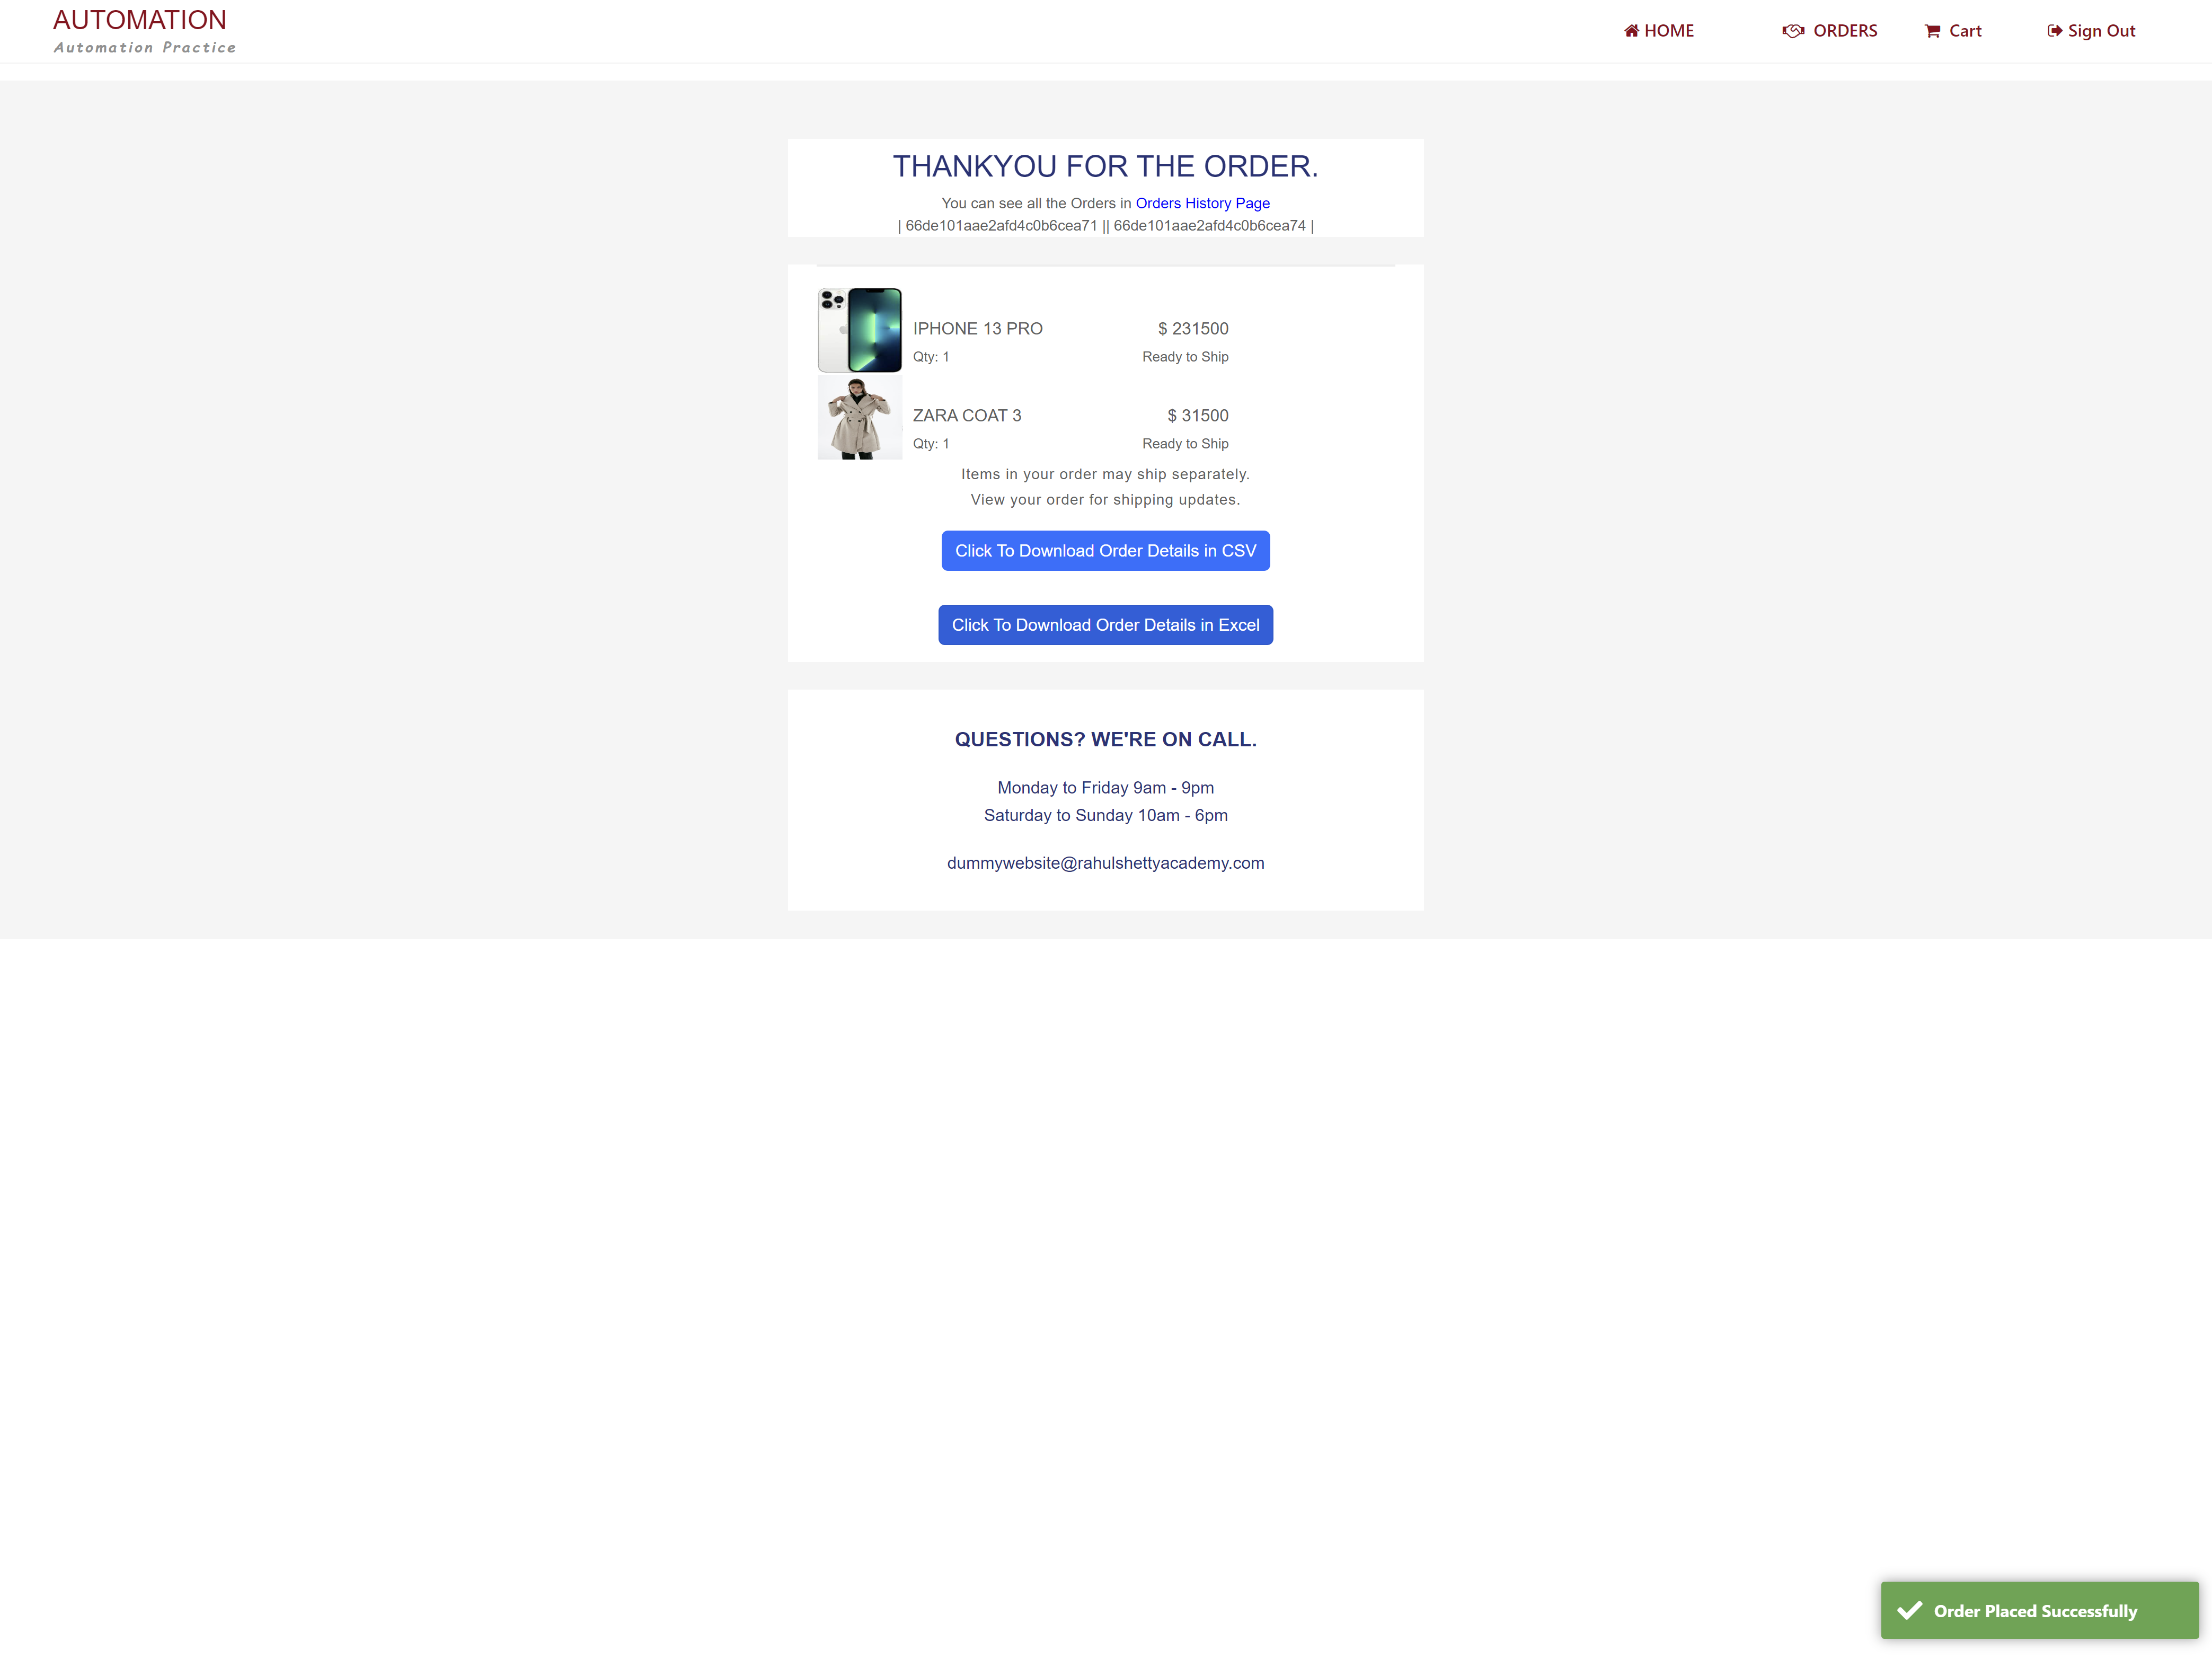 AUTOMATION
Automation Practice
HOME
ORDERS
Cart
Sign Out
THANKYOU FOR THE ORDER.
You can see all the Orders in Orders History Page
| 66de101aae2afd4c0b6cea71 || 66de101aae2afd4c0b6cea74 |
IPHONE 13 PRO
$ 231500
Qty: 1
Ready to Ship
ZARA COAT 3
$ 31500
Qty: 1
Ready to Ship
Items in your order may ship separately.
View your order for shipping updates.
Click To Download Order Details in CSV
Click To Download Order Details in Excel
QUESTIONS? WE'RE ON CALL.
Monday to Friday 9am - 9pm
Saturday to Sunday 10am - 6pm
dummywebsite@rahulshettyacademy.com
Order Placed Successfully